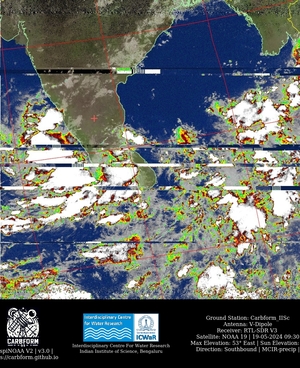 CARBFORM
spiNOAA V2 | v3.0 |
s://carbform.github.io
Interdisciplinary Centre
for Water Research
ICWaR
Interdisciplinary Centre For Water Research
Indian Institute of Science, Bengaluru
Ground Station: Carbform_IISc
Antenna: V-Dipole
Receiver: RTL-SDR V3
Satellite: NOAA 19 | 19-05-2024 09:30
Max Elevation: 53° East | Sun Elevation:
Direction: Southbound | MCIR-precip |